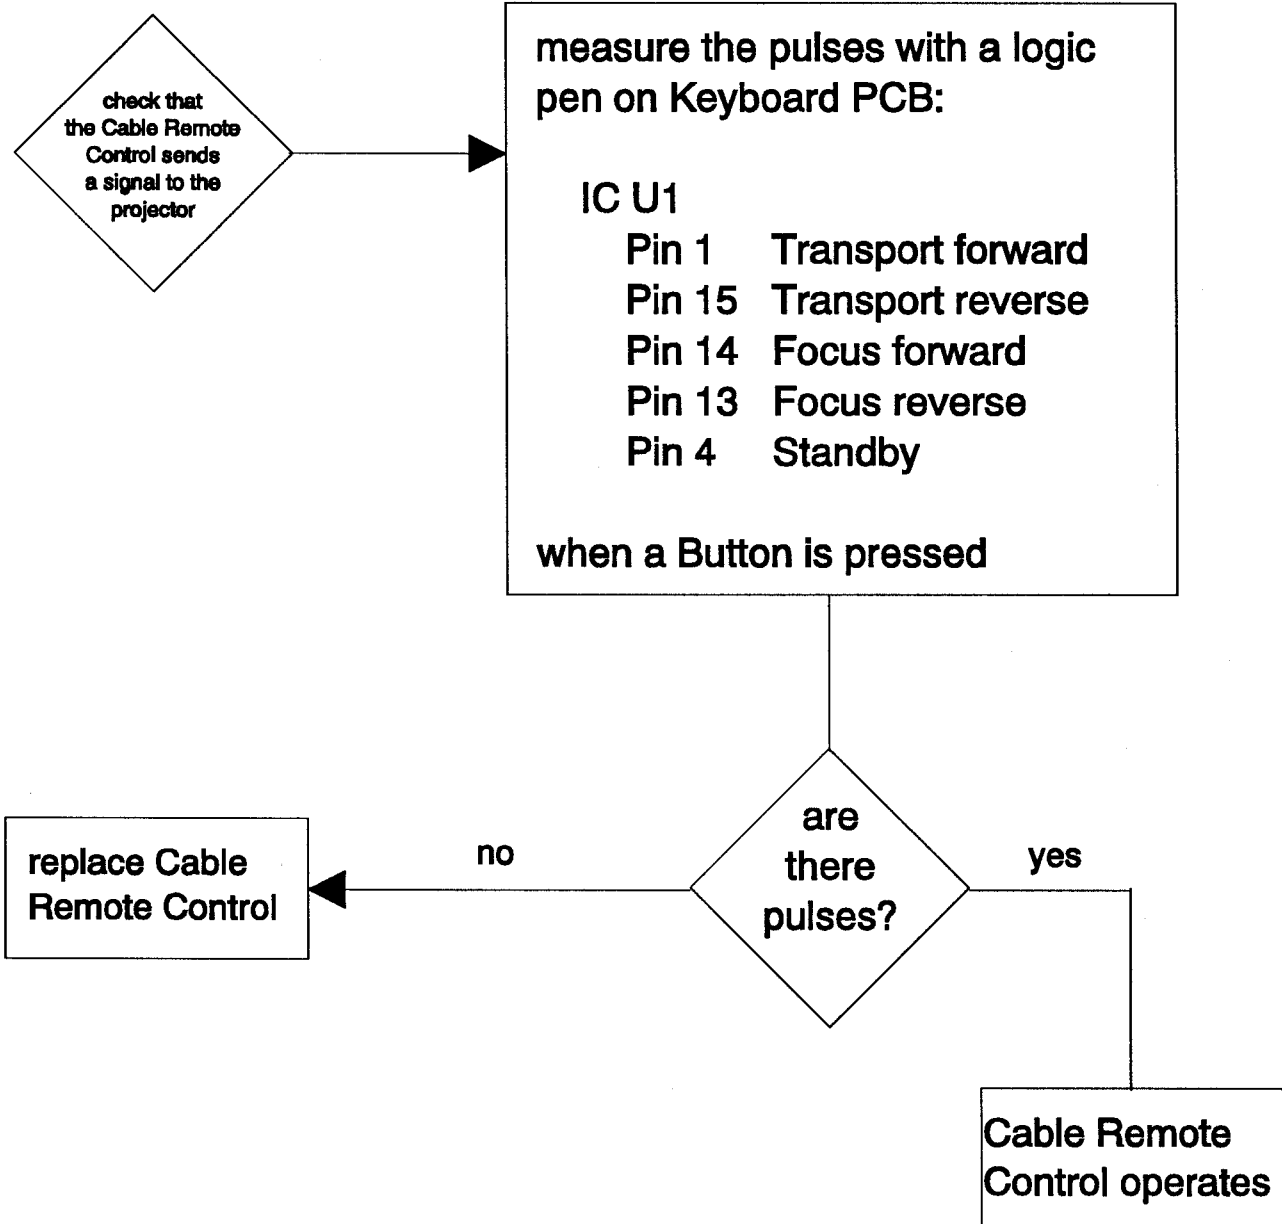 check that
the Cable Remote
Control sends
a signal to the
projector
measure the pulses with a logic
pen on Keyboard PCB:
IC U1
Pin 1 Transport forward
Pin 15 Transport reverse
Pin 14 Focus forward
Pin 13 Focus reverse
Pin 4 Standby
when a Button is pressed
are
there
pulses?
no
yes
replace Cable
Remote Control
Cable Remote
Control operates